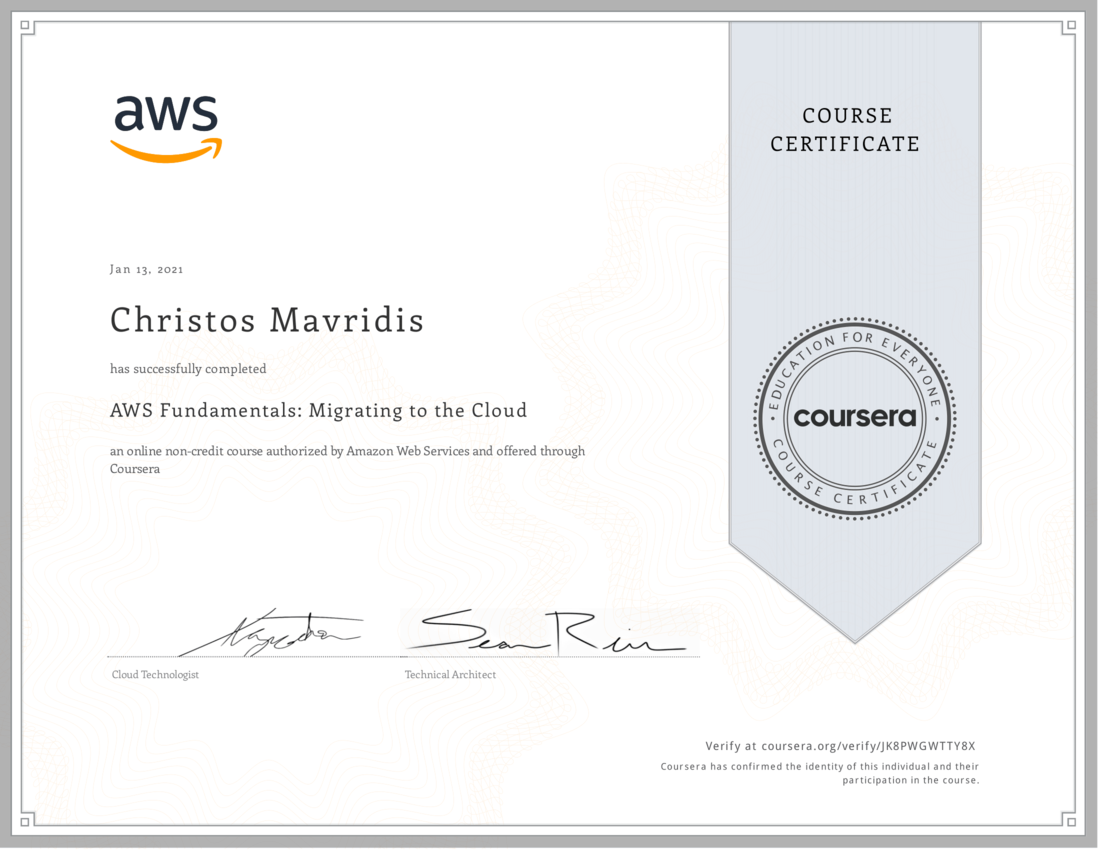 aws
COURSE
CERTIFICATE
Jan 13, 2021
Christos Mavridis
has successfully completed
AWS Fundamentals: Migrating to the Cloud
an online non-credit course authorized by Amazon Web Services and offered through
Coursera
EDUCATION FOR EVERYONE
coursera
COURSE CERTIFICATE
Sean Rin
Cloud Technologist
Technical Architect
Verify at coursera.org/verify/JK8PWGWTTY8X
Coursera has confirmed the identity of this individual and their
participation in the course.